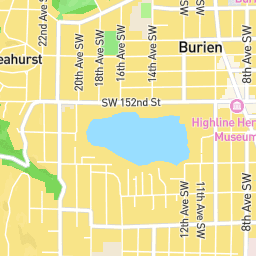 22nd Ave SW
20th Ave SW
18th Ave SW
16th Ave SW
14th Ave SW
Burien
eahurst
8th Ave SW
SW 152nd St
Highline Her
Museum
12th Ave SW
11th Ave SW
8th Ave SW